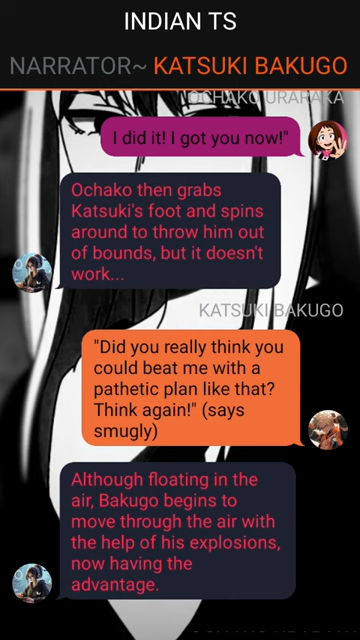 INDIAN TS
NARRATOR~ KATSUKI BAKUGO
OCHAKO URARAKA
I did it! I got you now!"
Ochako then grabs
Katsuki's foot and spins
around to throw him out
of bounds, but it doesn't
work...
KATSUKI BAKUGO
"Did you really think you
could beat me with a
pathetic plan like that?
Think again!" (says
smugly)
Although floating in the
air, Bakugo begins to
move through the air with
the help of his explosions,
now having the
advantage.